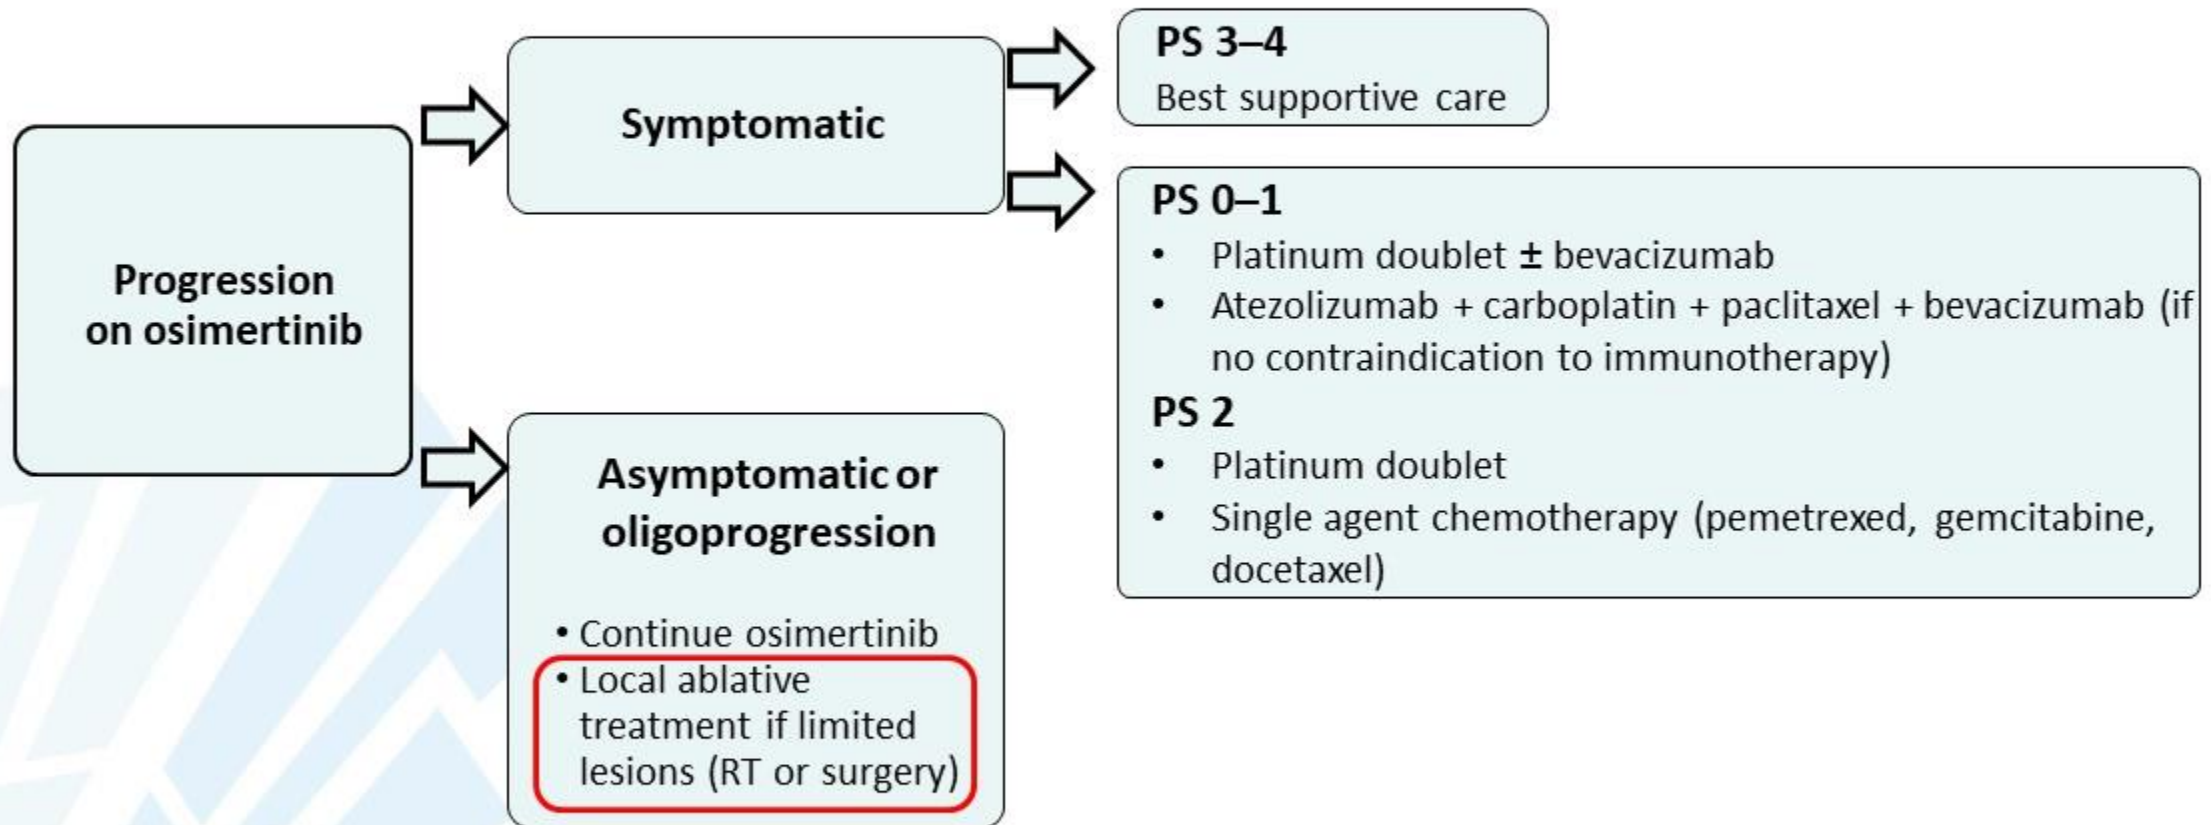 Progression
on osimertinib
Symptomatic
PS 3–4
Best supportive care
PS 0–1
• Platinum doublet ± bevacizumab
• Atezolizumab + carboplatin + paclitaxel + bevacizumab (if
no contraindication to immunotherapy)
PS 2
• Platinum doublet
• Single agent chemotherapy (pemetrexed, gemcitabine,
docetaxel)
Asymptomatic or
oligoprogression
• Continue osimertinib
• Local ablative
treatment if limited
lesions (RT or surgery)